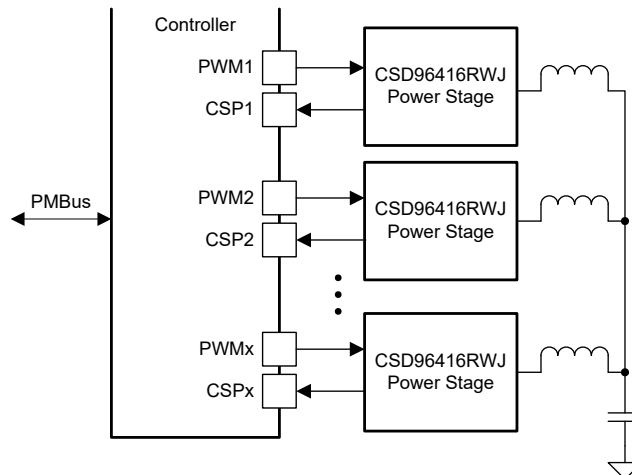 Controller
PWM1
CSD96416RWJ
Power Stage
CSP1
PMBus
PWM2
CSD96416RWJ
Power Stage
CSP2
PWMx
CSD96416RWJ
Power Stage
CSPx